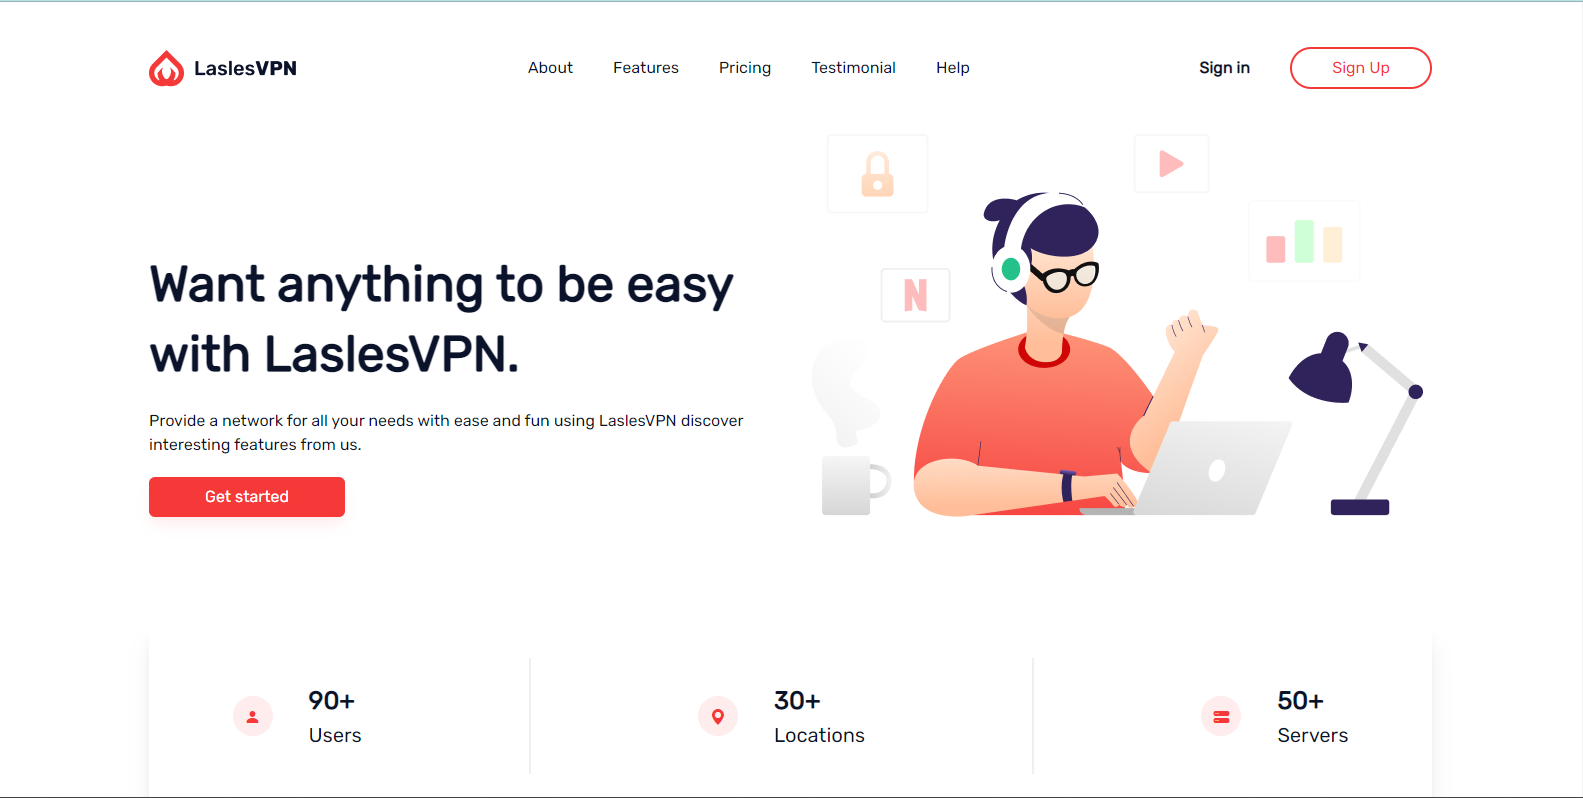 LaslesVPN
About
Features
Pricing
Testimonial
Help
Sign in
Sign Up
Want anything to be easy
with LaslesVPN.
Provide a network for all your needs with ease and fun using LaslesVPN discover
interesting features from us.
Get started
N
90+
Users
30+
Locations
50+
Servers